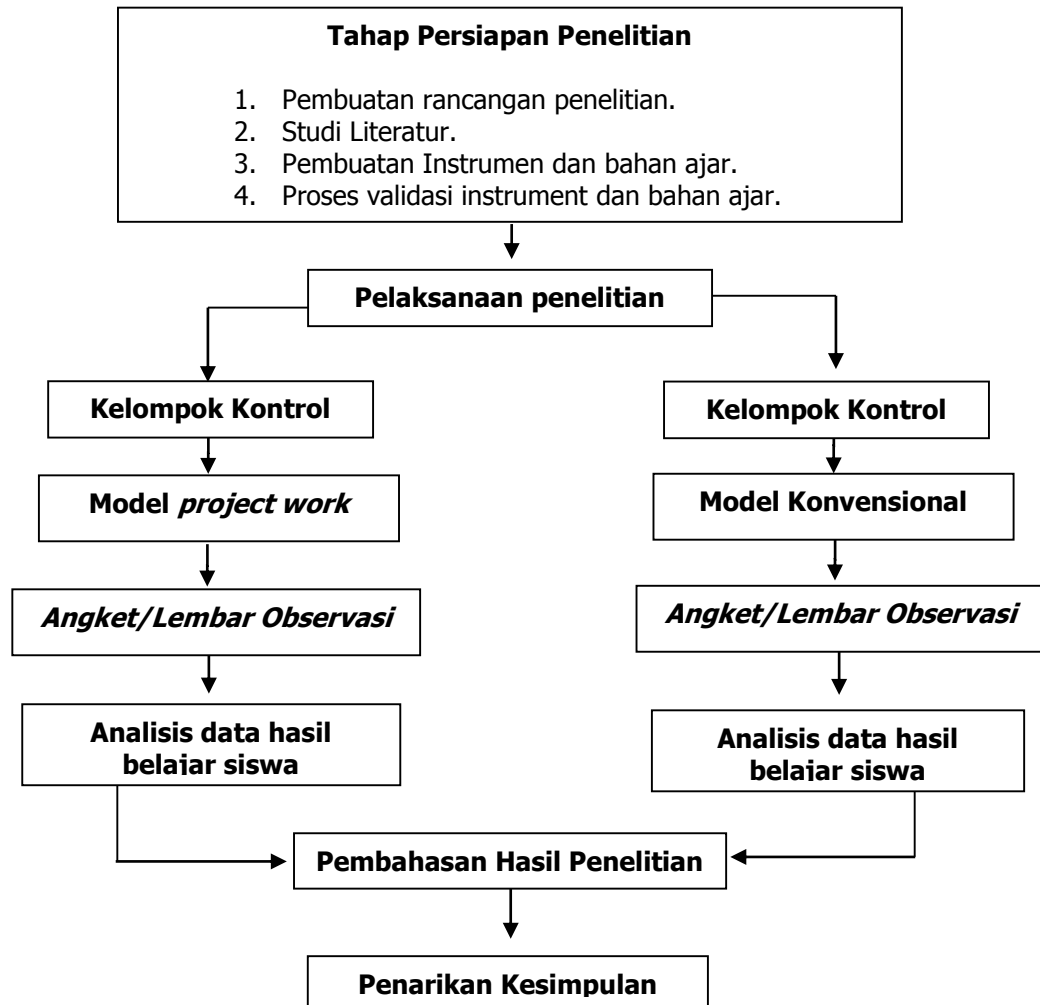 Tahap Persiapan Penelitian
1. Pembuatan rancangan penelitian.
2. Studi Literatur.
3. Pembuatan Instrumen dan bahan ajar.
4. Proses validasi instrument dan bahan ajar.
Pelaksanaan penelitian
Kelompok Kontrol
Kelompok Kontrol
Model project work
Model Konvensional
Angket/Lembar Observasi
Angket/Lembar Observasi
Analisis data hasil
belajar siswa
Analisis data hasil
belajar siswa
Pembahasan Hasil Penelitian
Penarikan Kesimpulan